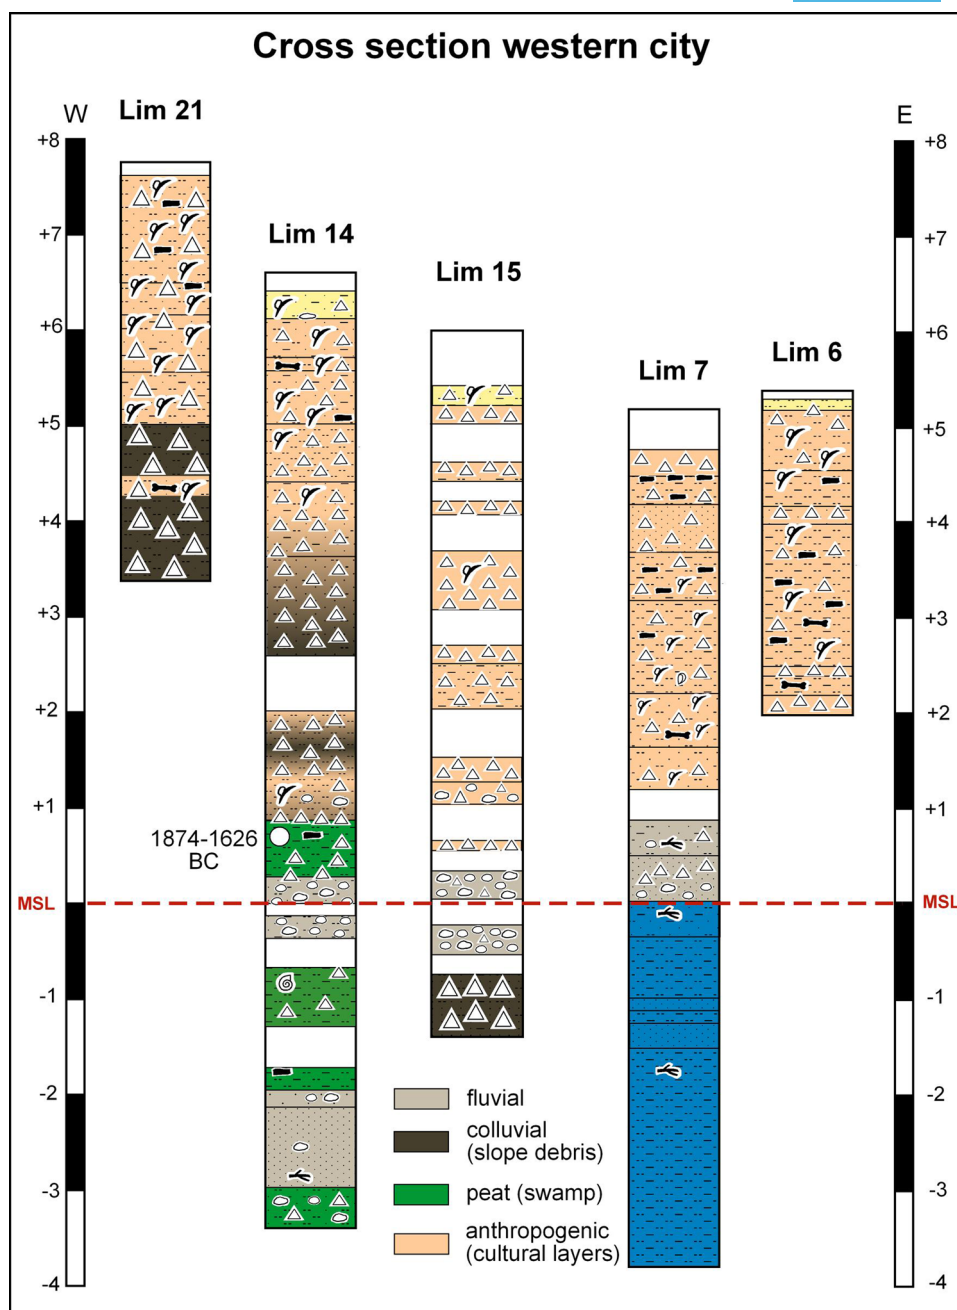 Cross section western city
W
Lim 21
E
+8
+8
Lim 14
+7
+7
Lim 15
+6
+6
Lim 7
Lim 6
+5
+5
+4
+4
+3
+3
+2
+2
+1
+1
1874-1626
BC
MSL
MSL
-1
-1
-2
-2
fluvial
colluvial
(slope debris)
-3
-3
peat (swamp)
anthropogenic
(cultural layers)
-4
-4